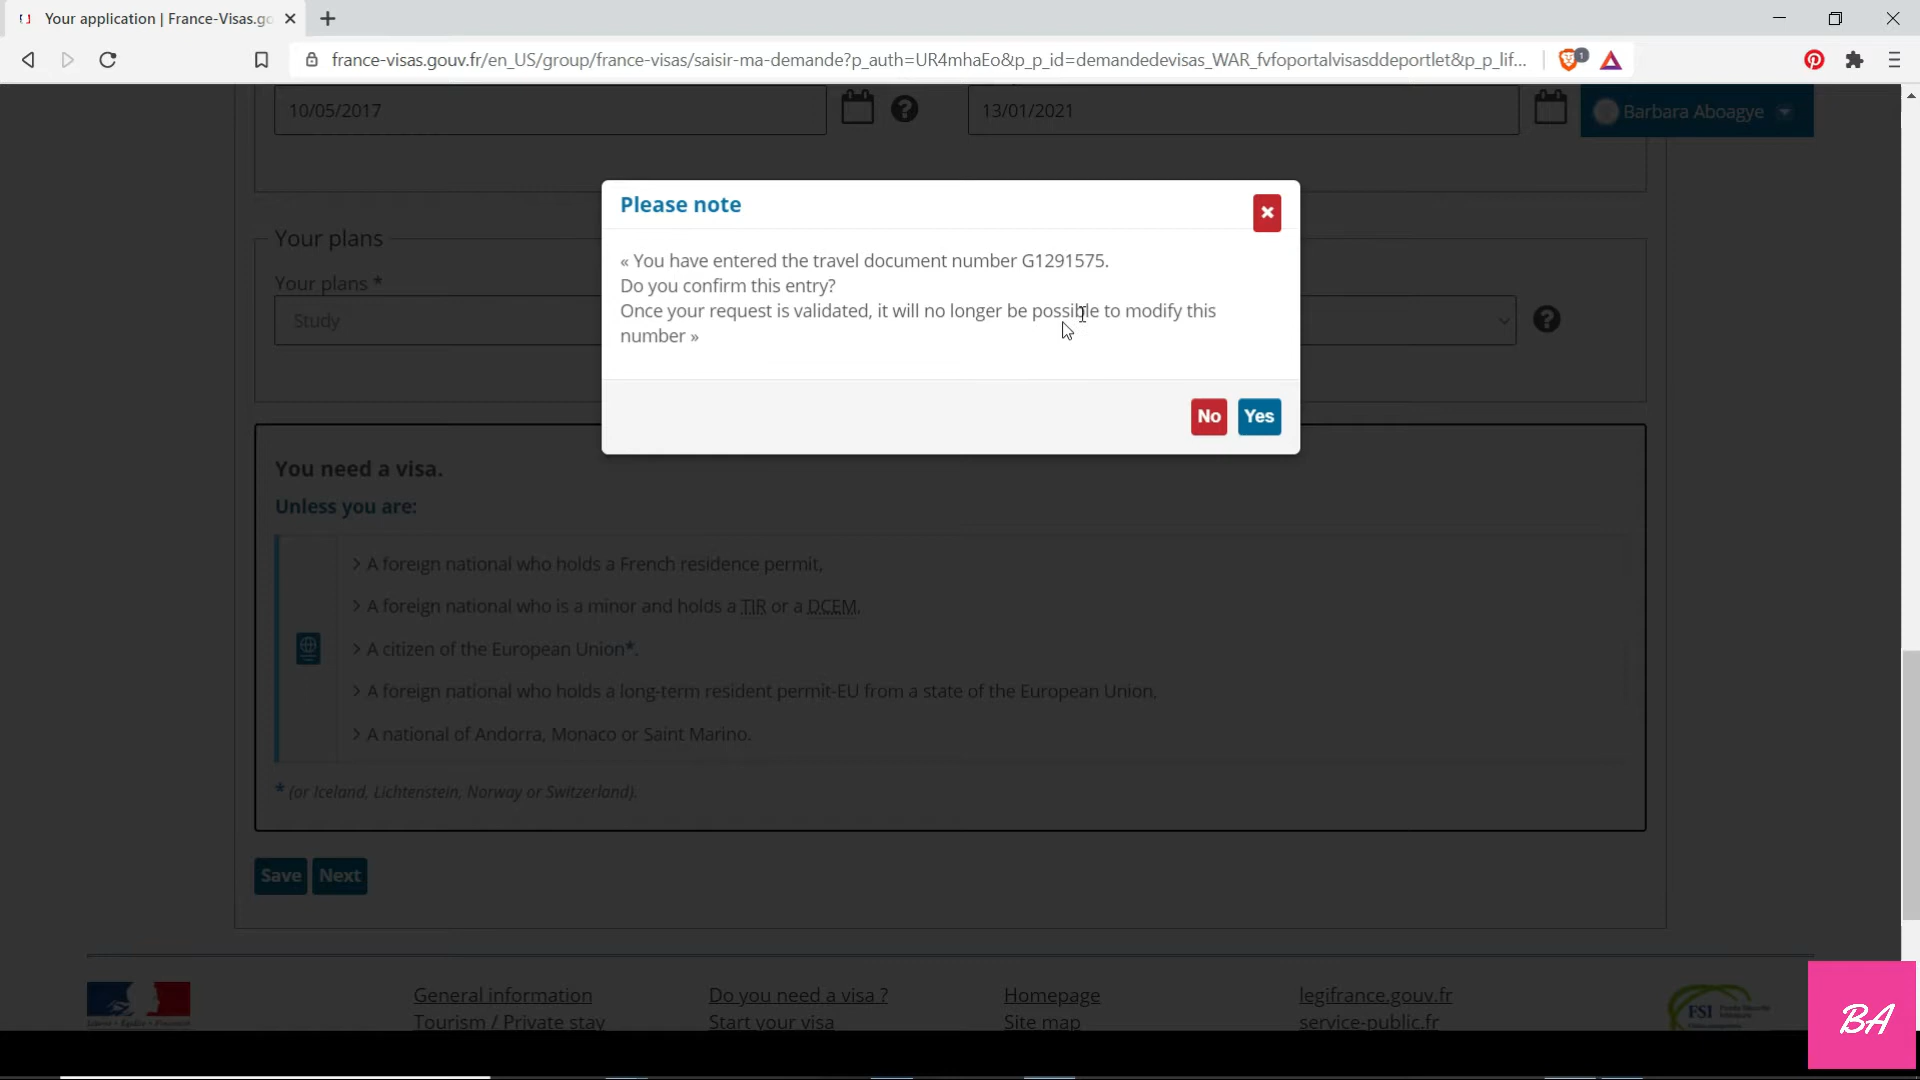 Your application | France-Visas.go
france-visas.gouv.fr/en_US/group/france-visas/saisir-ma-demande?p_auth=UR4mhaEo&p_p_id=demandedevisas_WAR_fvfoportalvisasddeportlet&p_p_lif...
1
10/05/2017
13/01/2021
Barbara Aboagye
Please note
« You have entered the travel document number G1291575.
Do you confirm this entry?
Once your request is validated, it will no longer be possible to modify this
number »
No Yes
Your plans
Your plans *
Study
You need a visa.
Unless you are:
> A foreign national who holds a French residence permit,
> A foreign national who is a minor and holds a TIR or a DCEM.
> A citizen of the European Union*.
> A foreign national who holds a long-term resident permit-EU from a state of the European Union.
> A national of Andorra, Monaco or Saint Marino.
* (or Iceland, Lichtenstein, Norway or Switzerland).
Save Next
General information
Do you need a visa ?
Homepage
legifrance.gouv.fr
Tourism / Private stay
Start your visa
Site map
service-public.fr
FSI
BA